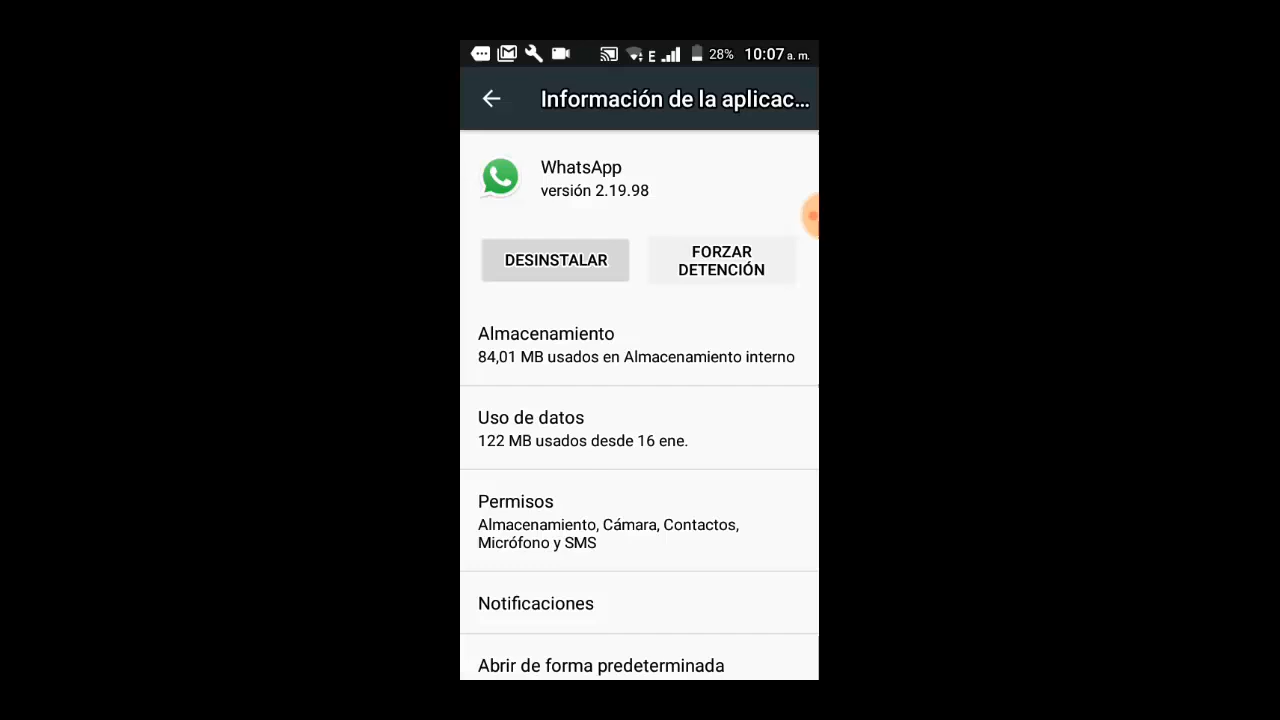 E 28% 10:07 a. m.
Información de la aplicac...
WhatsApp
versión 2.19.98
DESINSTALAR
FORZAR
DETENCIÓN
Almacenamiento
84,01 MB usados en Almacenamiento interno
Uso de datos
122 MB usados desde 16 ene.
Permisos
Almacenamiento, Cámara, Contactos,
Micrófono y SMS
Notificaciones
Abrir de forma predeterminada